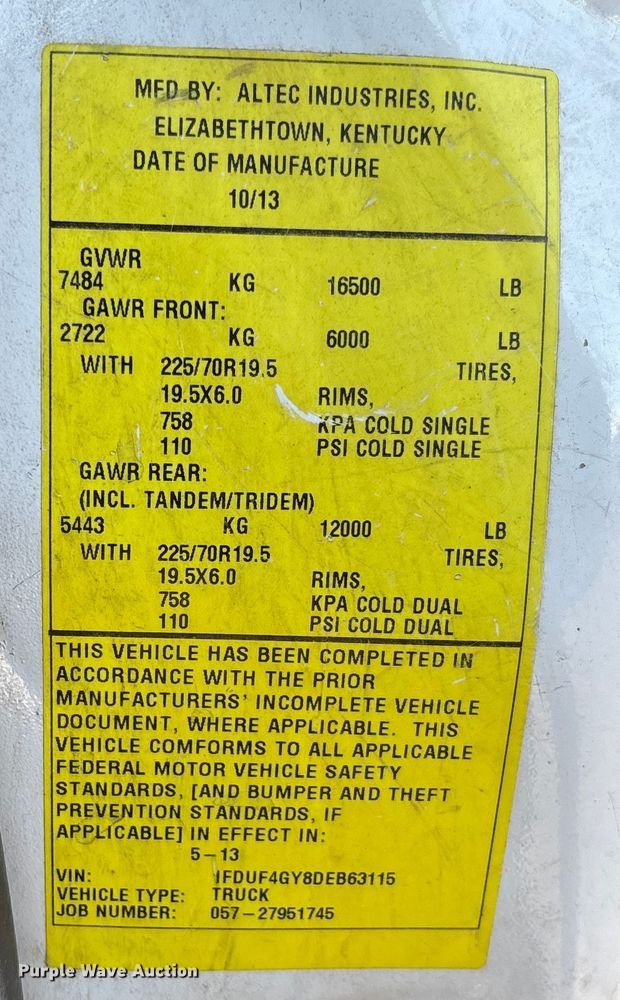 MFD BY: ALTEC INDUSTRIES, INC.
ELIZABETHTOWN, KENTUCKY
DATE OF MANUFACTURE
10/13
GVWR
7484 KG 16500 LB
GAWR FRONT:
2722 KG 6000 LB
WITH 225/70R19.5 TIRES,
19.5X6.0 RIMS,
758 KPA COLD SINGLE
110 PSI COLD SINGLE
GAWR REAR:
(INCL. TANDEM/TRIDEM)
5443 KG 12000 LB
WITH 225/70R19.5 TIRES,
19.5X6.0 RIMS,
758 KPA COLD DUAL
110 PSI COLD DUAL
THIS VEHICLE HAS BEEN COMPLETED IN
ACCORDANCE WITH THE PRIOR
MANUFACTURERS' INCOMPLETE VEHICLE
DOCUMENT, WHERE APPLICABLE. THIS
VEHICLE COMFORMS TO ALL APPLICABLE
FEDERAL MOTOR VEHICLE SAFETY
STANDARDS, [AND BUMPER AND THEFT
PREVENTION STANDARDS, IF
APPLICABLE] IN EFFECT IN:
5-13
VIN: 1FDUF4GY8DEB63115
VEHICLE TYPE: TRUCK
JOB NUMBER: 057-27951745
Purple Wave Auction